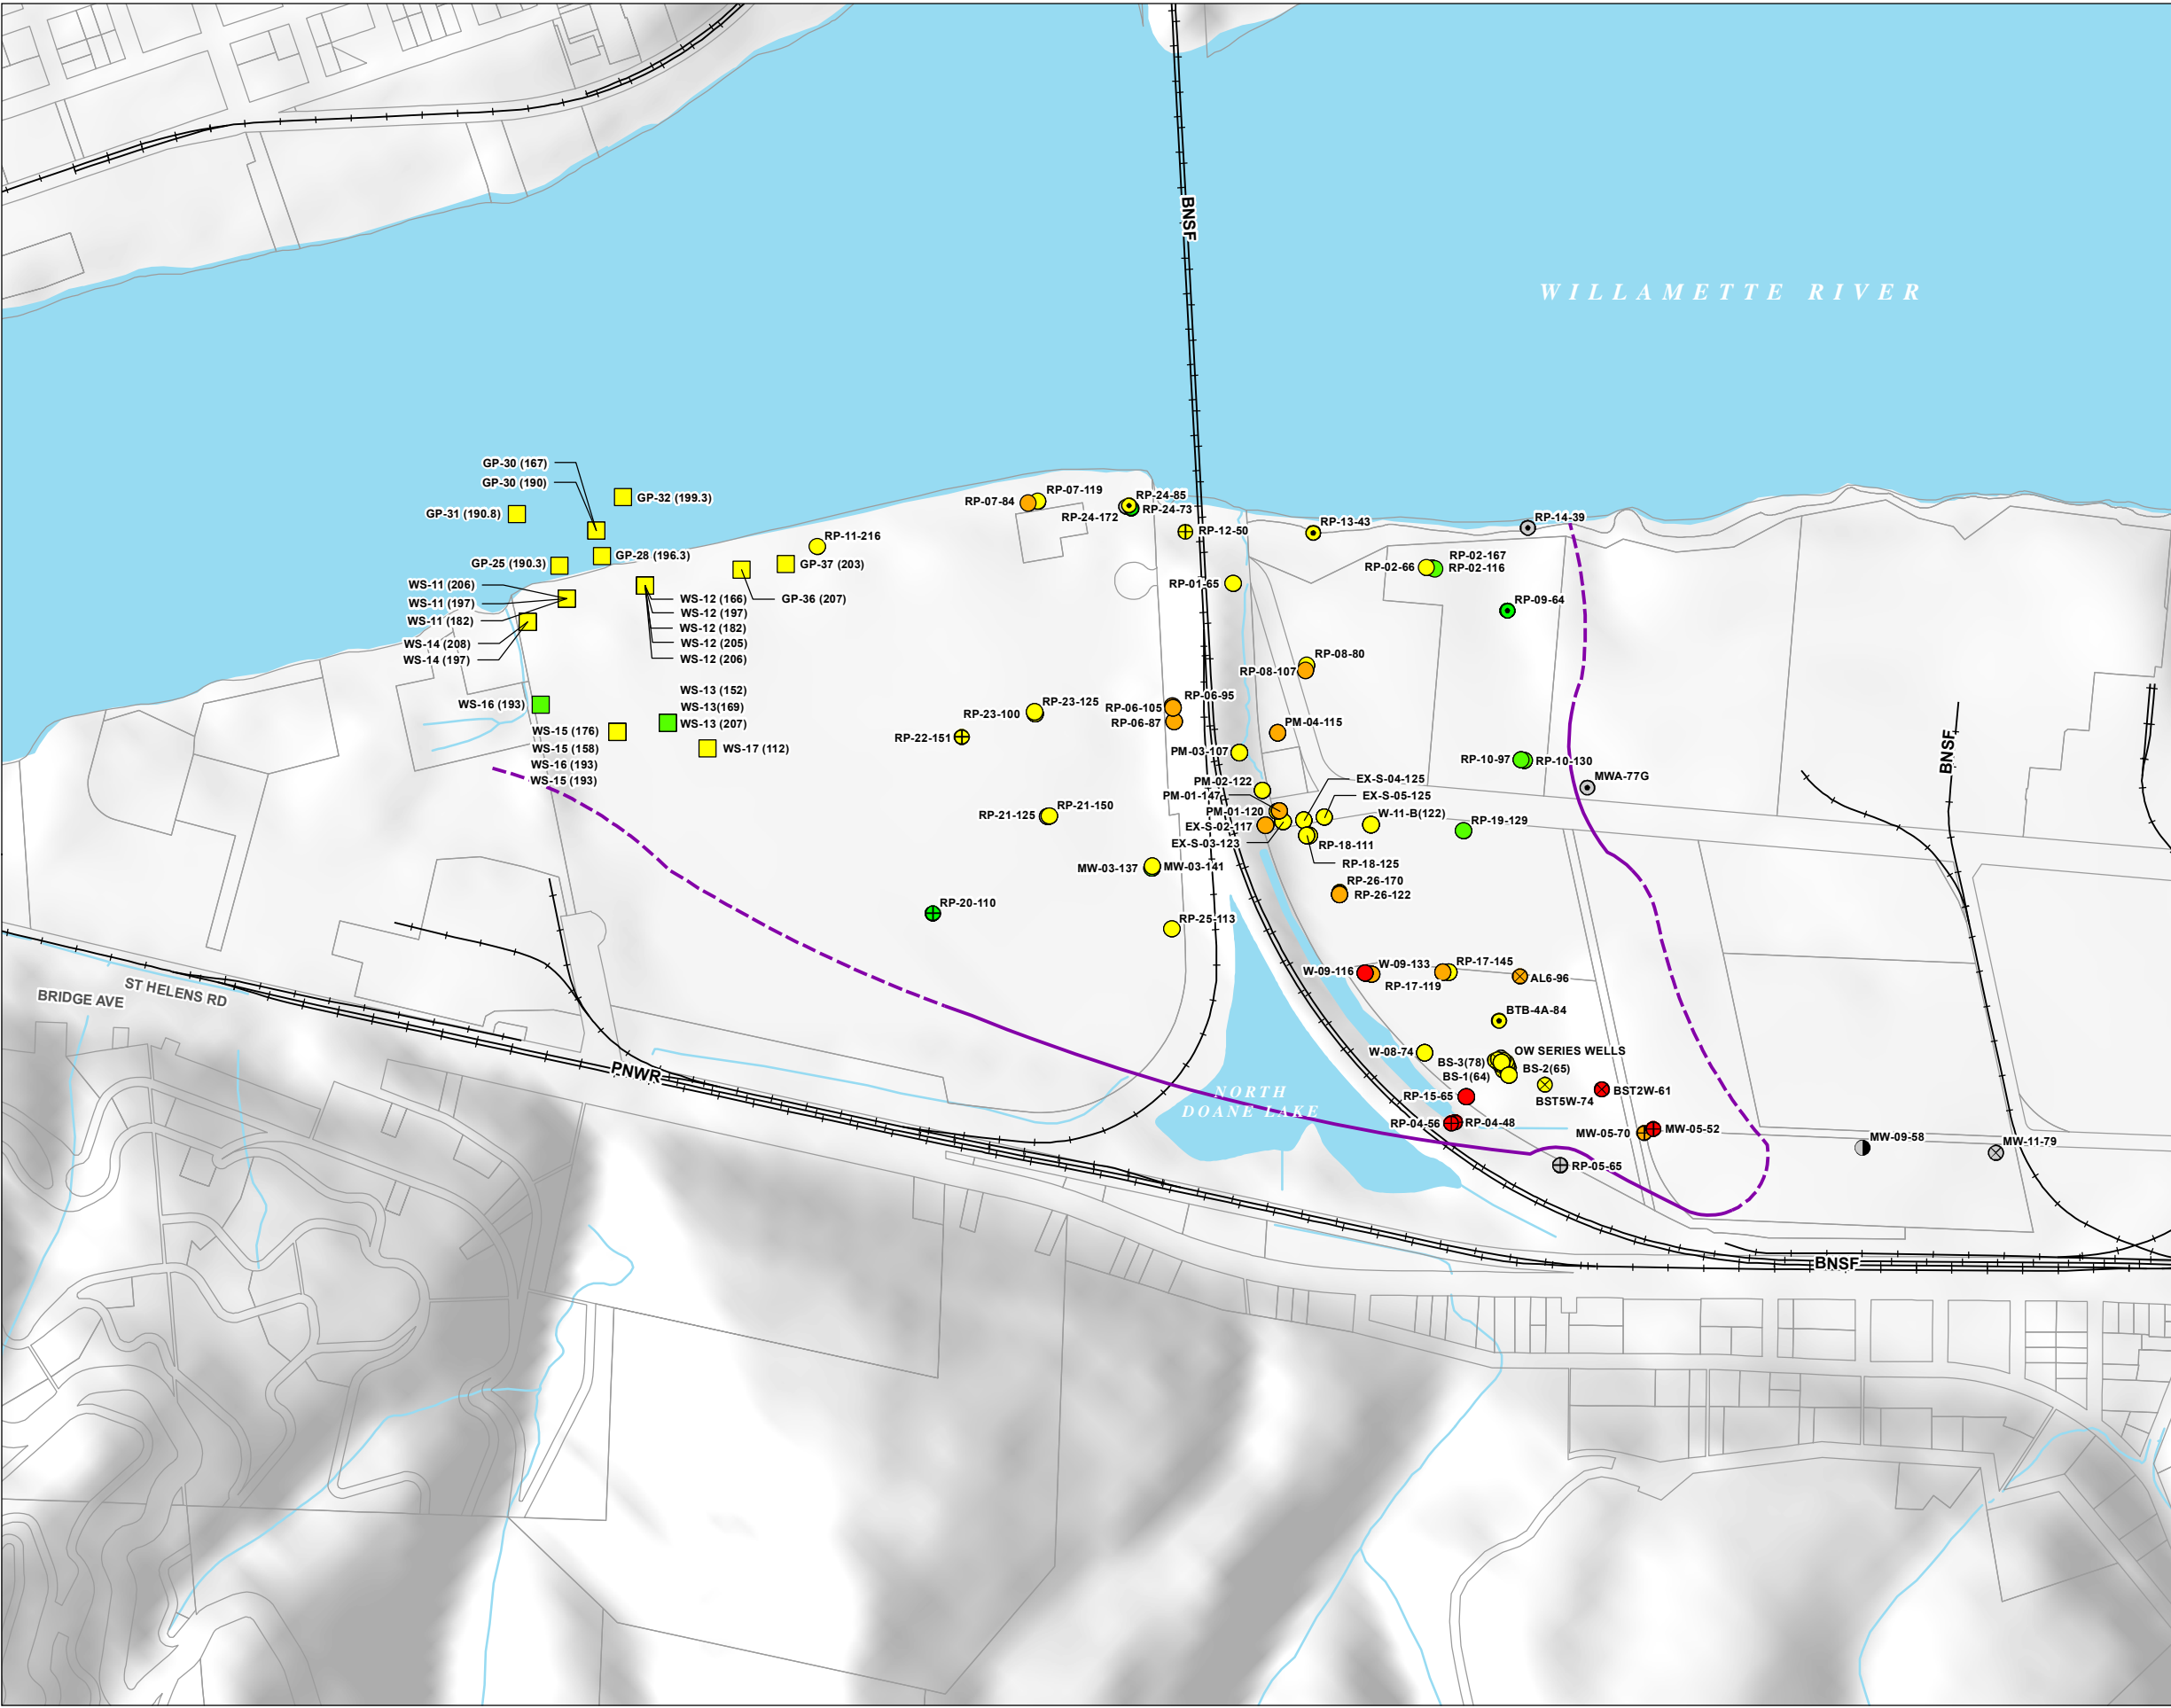 BNSF
WILLAMETTE RIVER
GP-30 (167)
GP-30 (190)
GP-32 (199.3)
GP-31 (190.8)
GP-28 (196.3)
GP-25 (190.3)
WS-11 (206)
WS-11 (197)
WS-11 (182)
WS-14 (208)
WS-14 (197)
WS-12 (166)
WS-12 (197)
WS-12 (182)
WS-12 (205)
WS-12 (206)
GP-36 (207)
GP-37 (203)
RP-11-216
RP-07-84
RP-07-119
RP-24-85
RP-24-73
RP-24-172
RP-12-50
RP-13-43
RP-14-39
RP-02-167
RP-02-116
RP-02-66
RP-01-65
RP-09-64
RP-08-80
RP-08-107
WS-13 (152)
WS-13(169)
WS-13 (207)
WS-16 (193)
WS-15 (176)
WS-15 (158)
WS-16 (193)
WS-15 (193)
WS-17 (112)
RP-23-125
RP-23-100
RP-22-151
RP-06-95
RP-06-105
RP-06-87
PM-04-115
PM-03-107
RP-10-97
RP-10-130
MWA-77G
BNSF
PM-02-122
PM-01-147
PM-01-120
EX-S-04-125
EX-S-05-125
EX-S-02-117
EX-S-03-123
W-11-B(122)
RP-19-129
RP-18-111
RP-18-125
RP-21-150
RP-21-125
MW-03-137
MW-03-141
RP-26-170
RP-26-122
RP-20-110
RP-25-113
W-09-116
W-09-133
RP-17-145
RP-17-119
AL6-96
BTB-4A-84
ST HELENS RD
BRIDGE AVE
PNWR
W-08-74
OW SERIES WELLS
BS-3(78)
BS-2(65)
BS-1(64)
BST5W-74
BST2W-61
NORTH
DOANE LAKE
RP-15-65
RP-04-56
RP-04-48
MW-05-70
MW-05-52
RP-05-65
MW-09-58
MW-11-79
BNSF